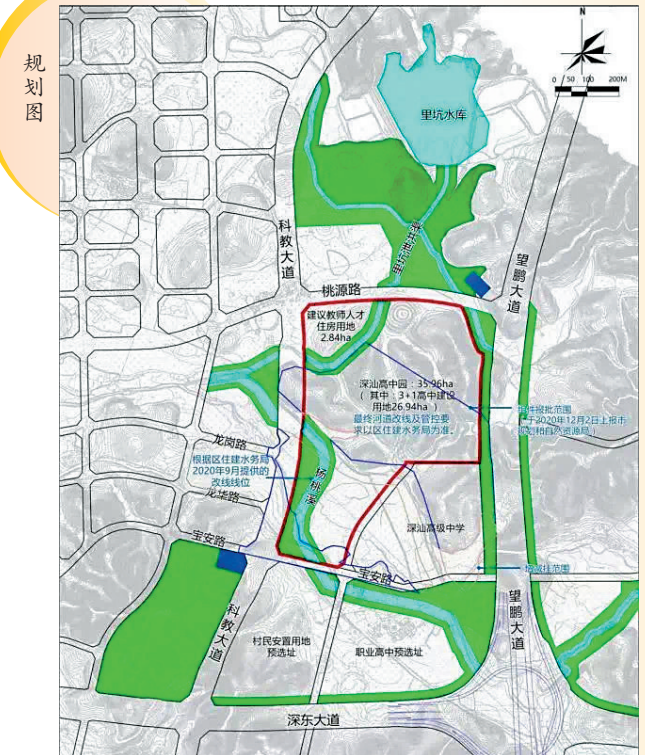 规划图
N
0 50 100 200M
里坑水库
科教大道
望鹏大道
桃源路
建议教师人才
住房用地
2.84ha
深汕高中园：35.96ha
（其中：3+1高中建设
用地26.94ha）
最终河道改线及管控要
求以区住建水务局为准。
龙岗路
根据区住建水务局
2020年9月提供的
改线线位
龙华路
杨桃溪
深汕高级中学
宝安路
宝安路
科教大道
望鹏大道
村民安置用地
预选址
职业高中预选址
深东大道